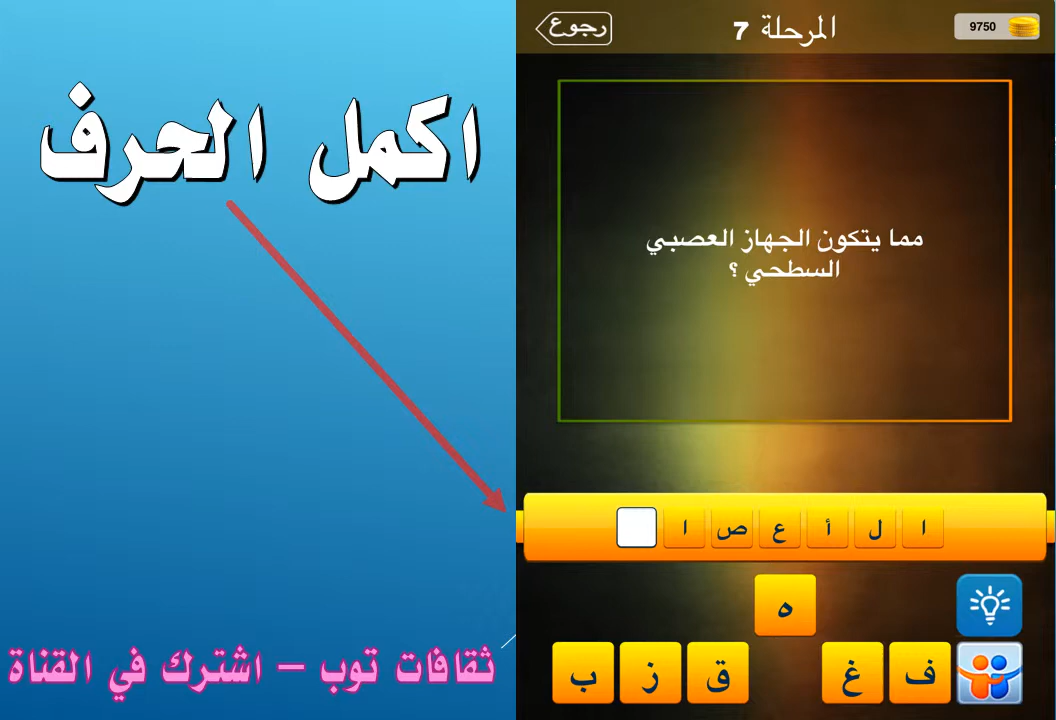 اكمل الحرف
ثقافات توب – اشترك في القناة
رجوع
المرحلة 7
9750
مما يتكون الجهاز العصبي
السطحي ؟
ا ل أ ع ص ا
ه
ف غ ق ز ب